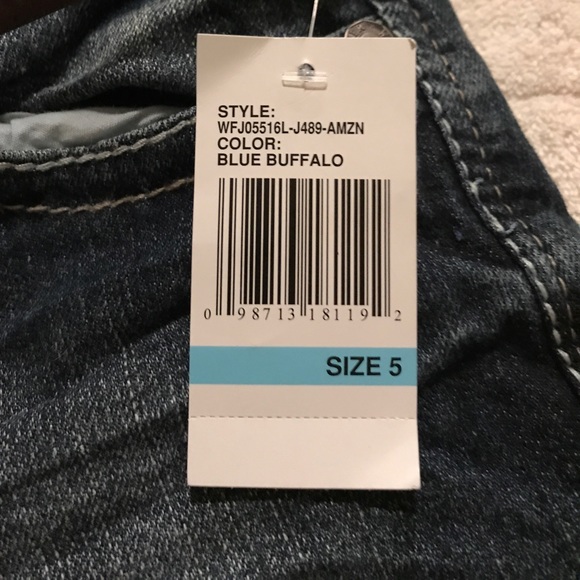 STYLE:
WFJ05516L-J489-AMZN
COLOR:
BLUE BUFFALO
0 98713 18119 2
SIZE 5